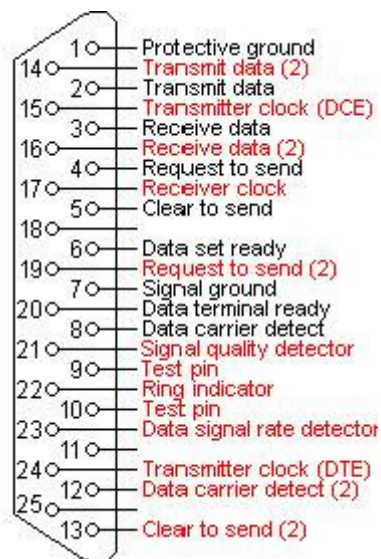 1 Protective ground
14 Transmit data (2)
2 Transmit data
15 Transmitter clock (DCE)
3 Receive data
16 Receive data (2)
4 Request to send
17 Receiver clock
5 Clear to send
18
6 Data set ready
19 Request to send (2)
7 Signal ground
20 Data terminal ready
8 Data carrier detect
21 Signal quality detector
9 Test pin
22 Ring indicator
10 Test pin
23 Data signal rate detector
11
24 Transmitter clock (DTE)
12 Data carrier detect (2)
25
13 Clear to send (2)